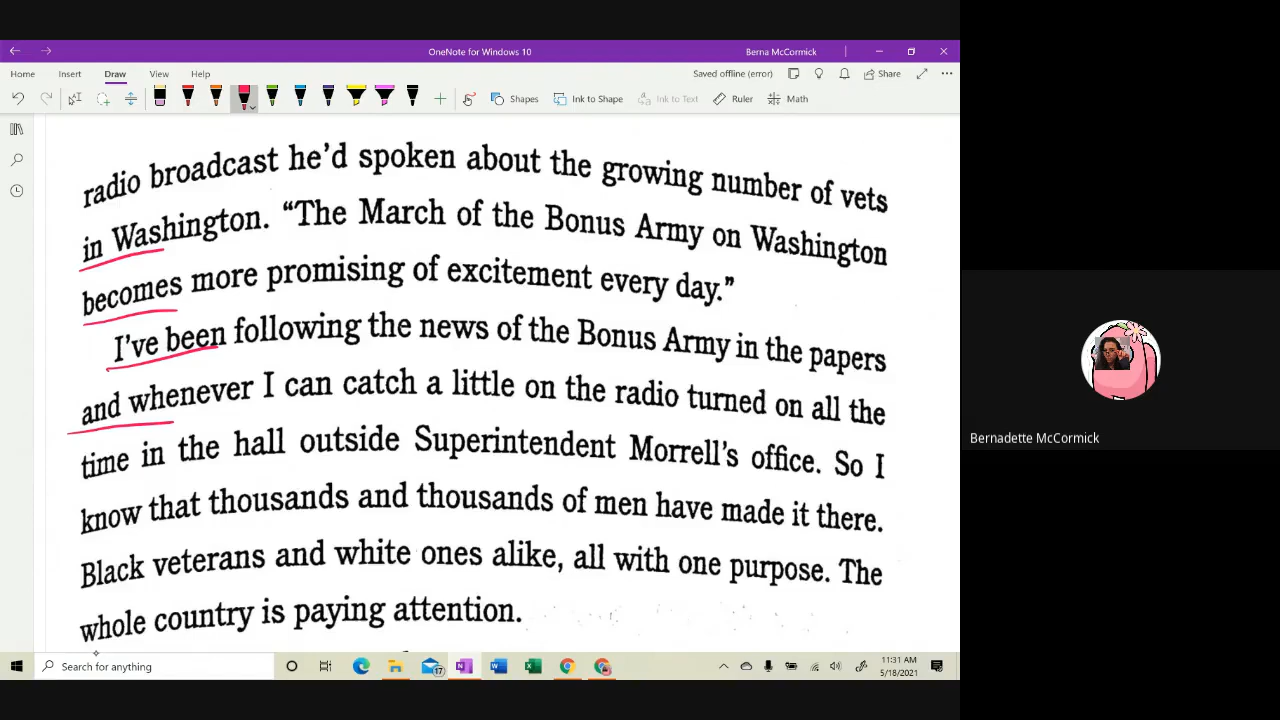 OneNote for Windows 10
Berna McCormick
Home Insert Draw View Help
Saved offline (error) Share
Shapes Ink to Shape Ink to Text Ruler Math
radio broadcast he'd spoken about the growing number of vets
in Washington. “The March of the Bonus Army on Washington
becomes more promising of excitement every day.”
I've been following the news of the Bonus Army in the papers
and whenever I can catch a little on the radio turned on all the
time in the hall outside Superintendent Morrell's office. So I
know that thousands and thousands of men have made it there.
Black veterans and white ones alike, all with one purpose. The
whole country is paying attention.
Bernadette McCormick
Search for anything
17
11:31 AM
5/18/2021